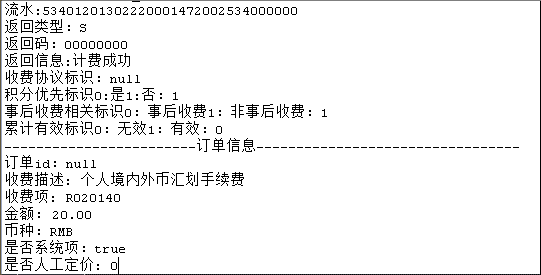 流水:53401201302220001472002534000000
返回类型: S
返回码: 00000000
返回信息:计费成功
收费协议标识: null
积分优先标识0:是1:否: 1
事后收费相关标识0: 事后收费1: 非事后收费: 1
累计有效标识0: 无效1: 有效: 0
------------------------订单信息---------------------------------
订单id: null
收费描述: 个人境内外币汇划手续费
收费项: R020140
金额: 20.00
币种: RMB
是否系统项: true
是否人工定价: 0